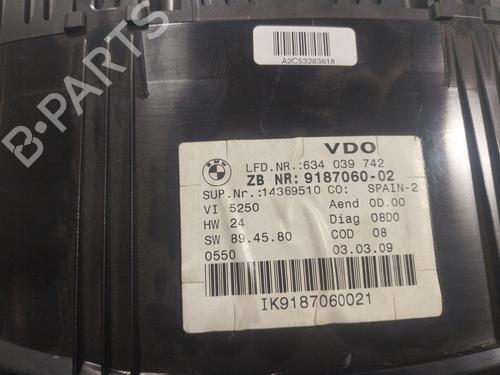 B-PARTS
A2C53283618
BMW
VDO
LFD.NR.:634 039 742
ZB NR: 9187060-02
SUP.Nr.:14369510 CO: SPAIN-2
VI 5250 Aend 0D.00
HW 24 Diag 08D0
SW 89.45.80 COD 08
0550 03.03.09
IK9187060021